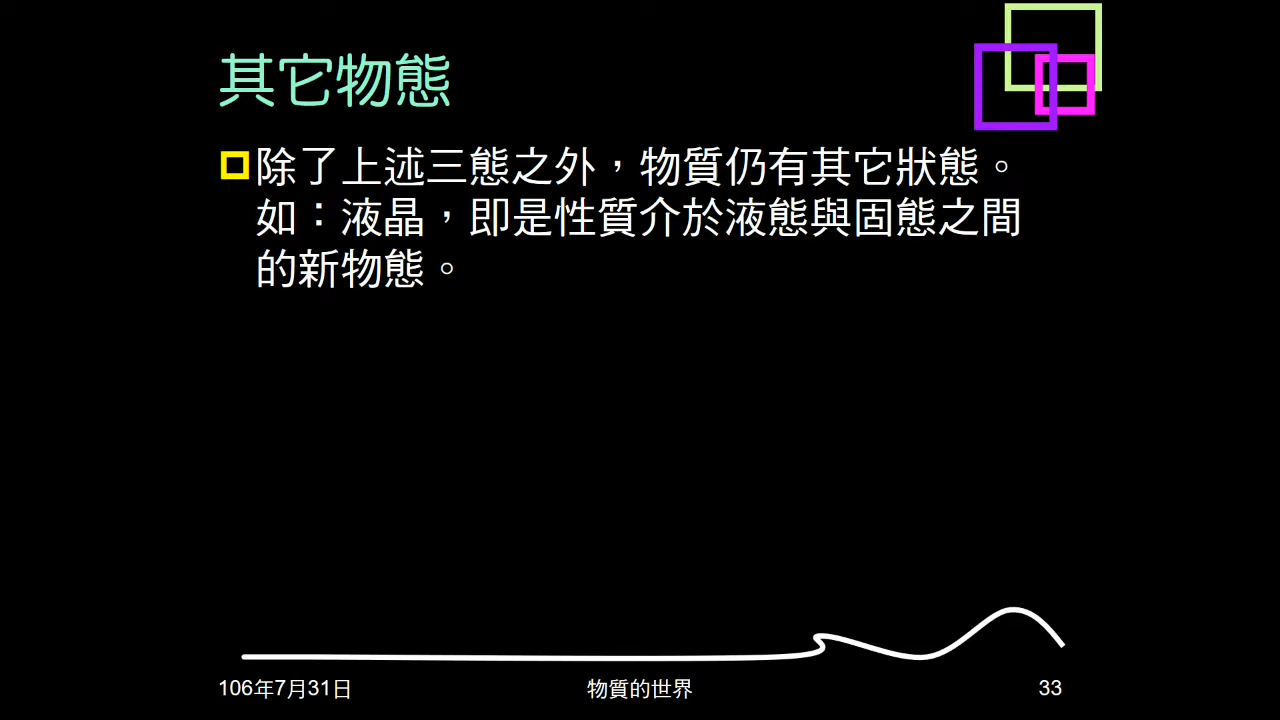 其它物態
除了上述三態之外，物質仍有其它狀態。
如：液晶，即是性質介於液態與固態之間
的新物態。
106年7月31日
物質的世界
33